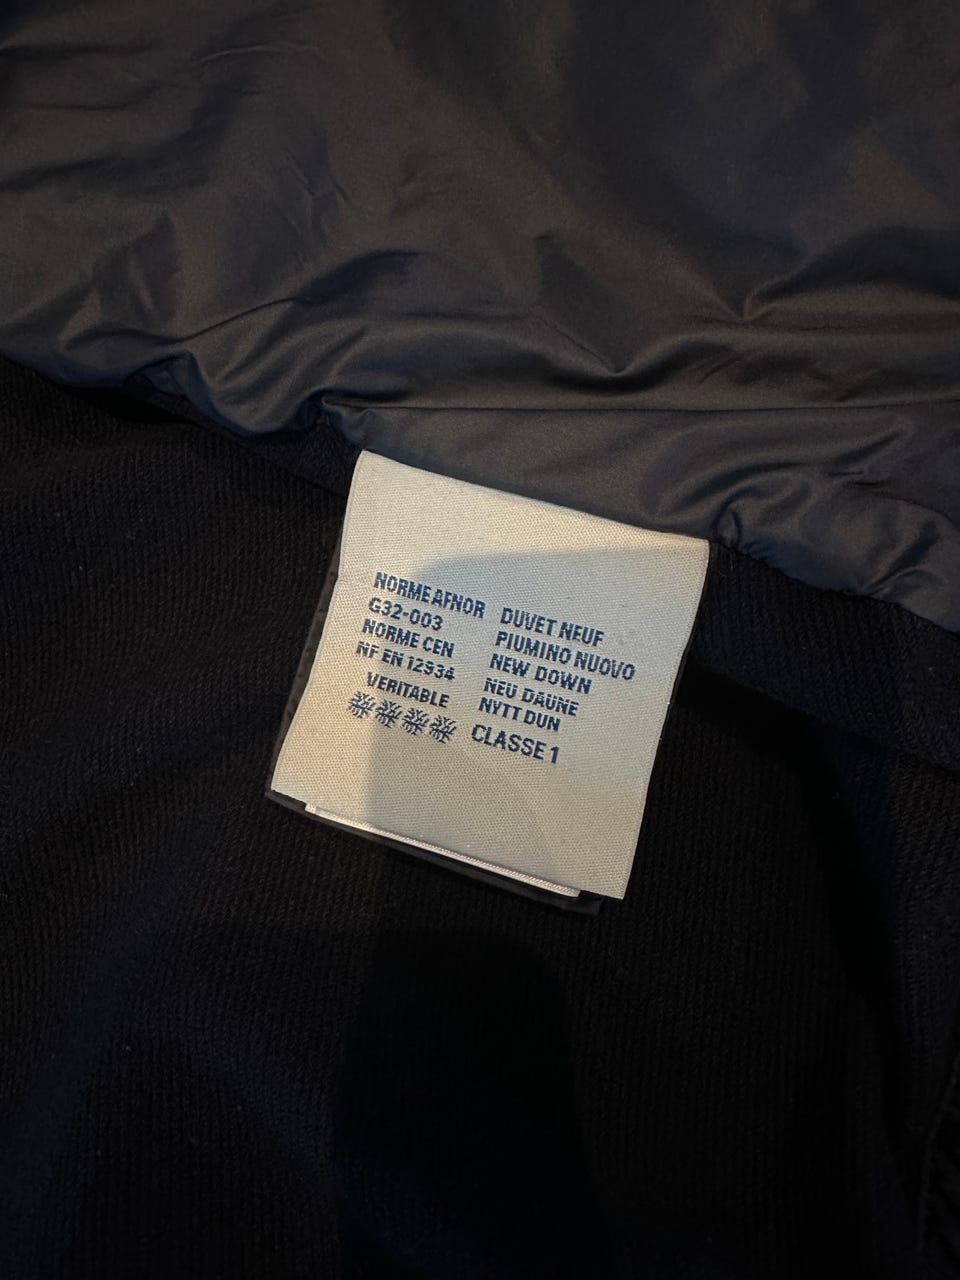 NORME AFNOR
G32-003
NORME CEN
NF EN 12934
VERITABLE
DUVET NEUF
PIUMINO NUOVO
NEW DOWN
NEU DAUNE
NYTT DUN
CLASSE 1